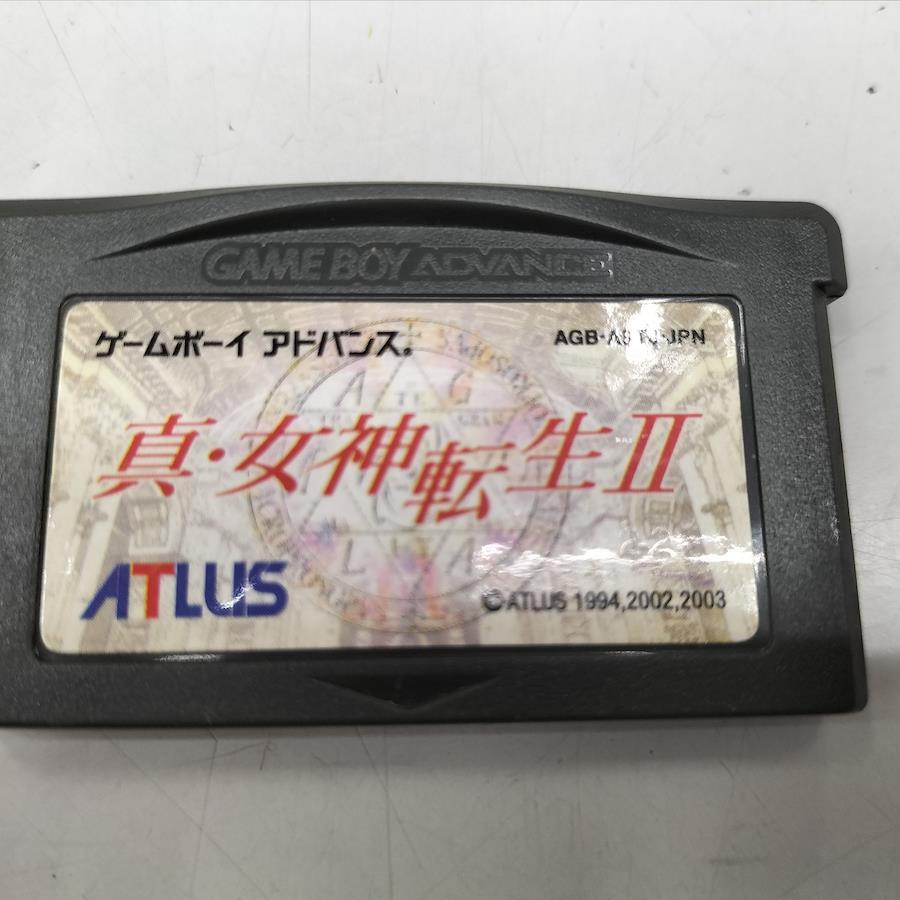 GAME BOY ADVANCE
ゲームボーイ アドバンス。
真・女神転生II
ATLUS
©ATLUS 1994,2002,2003